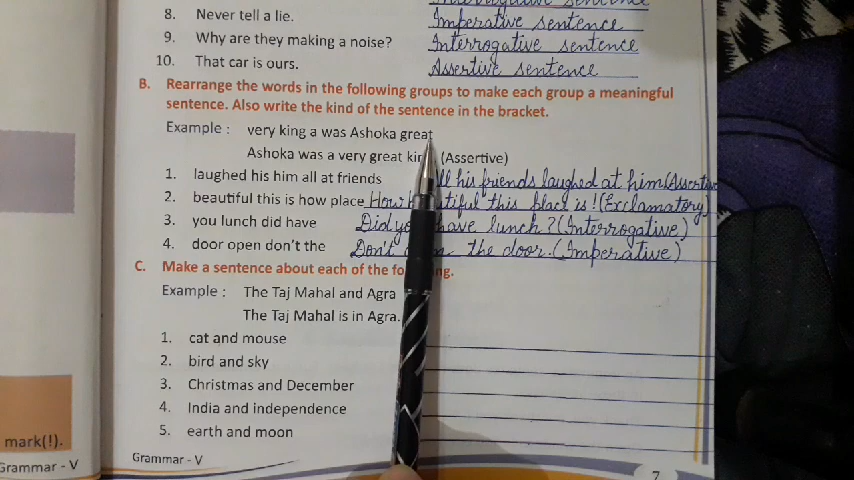 8. Never tell a lie. Imperative sentence
9. Why are they making a noise? Interrogative sentence
10. That car is ours. Assertive sentence
B. Rearrange the words in the following groups to make each group a meaningful
sentence. Also write the kind of the sentence in the bracket.
Example : very king a was Ashoka great
Ashoka was a very great (Assertive)
1. laughed his him all at friends his friends laughed at him (Assertive
2. beautiful this is how place How this place is! (Exclamatory)
3. you lunch did have Did have lunch? (Interrogative)
4. door open don't the Don't the door. (Imperative)
C. Make a sentence about each of the
Example : The Taj Mahal and Agra
The Taj Mahal is in Agra.
1. cat and mouse
2. bird and sky
3. Christmas and December
4. India and independence
5. earth and moon
mark(!).
Grammar - V
Grammar - V
7